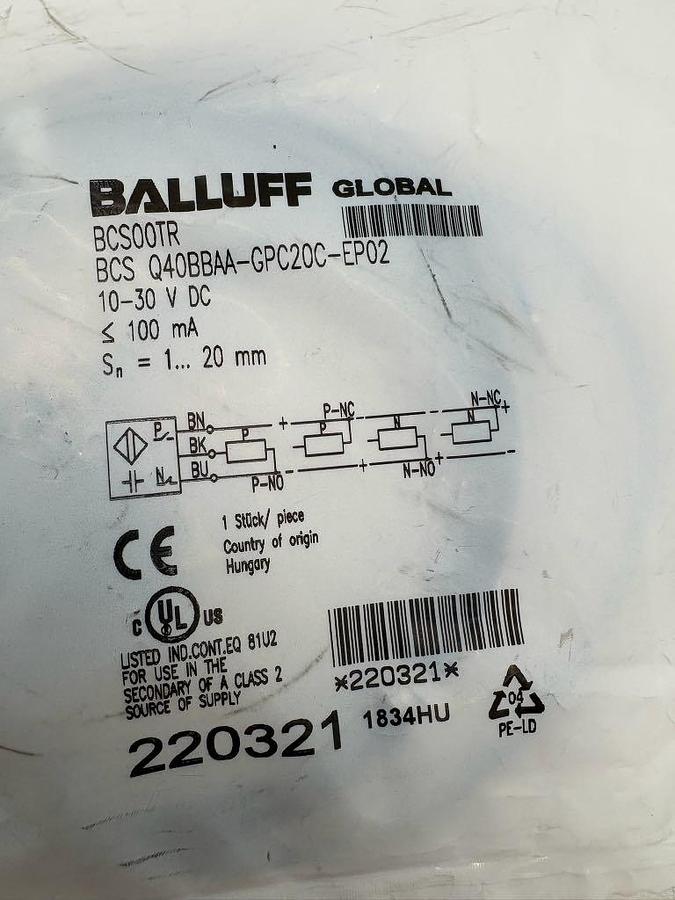 BALLUFF GLOBAL
BCS00TR
BCS Q40BBAA-GPC20C-EP02
10-30 V DC
≤ 100 mA
Sn = 1... 20 mm
P BN + P-NC - N-NC +
BK P P N N
N BU P-NO - + N-NO + -
1 Stück/ piece
Country of origin
Hungary
CE
C UL US
LISTED IND.CONT.EQ 81U2
FOR USE IN THE
SECONDARY OF A CLASS 2
SOURCE OF SUPPLY
*220321*
220321 1834HU
04
PE-LD